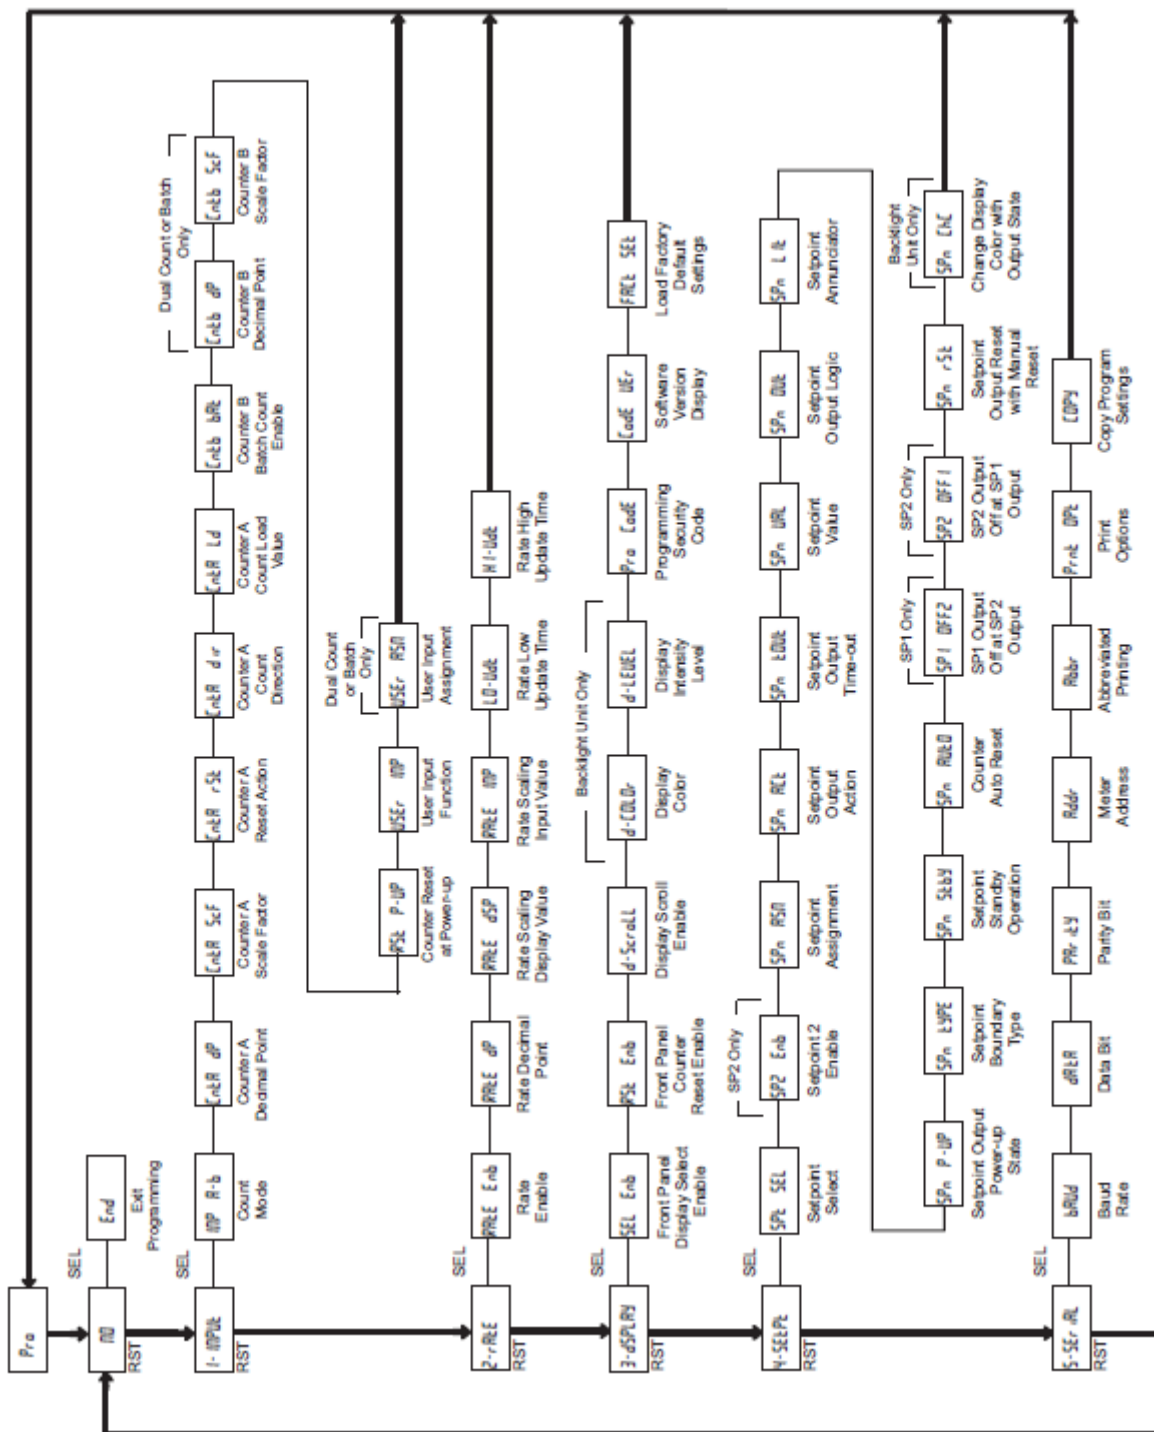 Pro
NO
RST
SEL
End
Exit
Programming
1-INPUt
RST
SEL
INP A-b
Count
Mode
CntA dP
Counter A
Decimal Point
CntA ScF
Counter A
Scale Factor
CntA rSt
Counter A
Reset Action
CntA dir
Counter A
Count
Direction
CntA Ld
Counter A
Count Load
Value
Cntb bAt
Counter B
Batch Count
Enable
Dual Count or Batch
Only
Cntb dP
Counter B
Decimal Point
Cntb ScF
Counter B
Scale Factor
RSt P-UP
Counter Reset
at Power-up
USEr INP
User Input
Function
Dual Count
or Batch
Only
USEr ASN
User Input
Assignment
2-rAtE
RST
SEL
RAtE Enb
Rate
Enable
RAtE dP
Rate Decimal
Point
RAtE dSP
Rate Scaling
Display Value
RAtE INP
Rate Scaling
Input Value
LO-Udt
Rate Low
Update Time
HI-Udt
Rate High
Update Time
3-dSPLAy
RST
SEL
SEL Enb
Front Panel
Display Select
Enable
RSt Enb
Front Panel
Counter
Reset Enable
d-Scroll
Display Scroll
Enable
Backlight Unit Only
d-COLOr
Display
Color
d-LEVEL
Display
Intensity
Level
Pro CodE
Programming
Security
Code
CodE VEr
Software
Version
Display
FACt SEt
Load Factory
Default
Settings
4-SEtPt
RST
SEL
SPt SEL
Setpoint
Select
SP2 Only
SP2 Enb
Setpoint 2
Enable
SPn ASN
Setpoint
Assignment
SPn ACt
Setpoint
Output
Action
SPn tOUt
Setpoint
Output
Time-out
SPn VAL
Setpoint
Value
SPn OUt
Setpoint
Output Logic
SPn Lit
Setpoint
Annunciator
SPn P-UP
Setpoint Output
Power-up
State
SPn tYPE
Setpoint
Boundary
Type
SPn Stby
Setpoint
Standby
Operation
SPn AUtO
Counter
Auto Reset
SP1 Only
SP1 OFF2
SP1 Output
Off at SP2
Output
SP2 Only
SP2 OFF1
SP2 Output
Off at SP1
Output
SPn rSt
Setpoint
Output Reset
with Manual
Reset
Backlight
Unit Only
SPn ChC
Change Display
Color with
Output State
5-SEriAL
RST
SEL
bAUd
Baud
Rate
dAtA
Data Bit
PArity
Parity Bit
Addr
Meter
Address
Abbr
Abbreviated
Printing
Prnt OPt
Print
Options
COPY
Copy Program
Settings